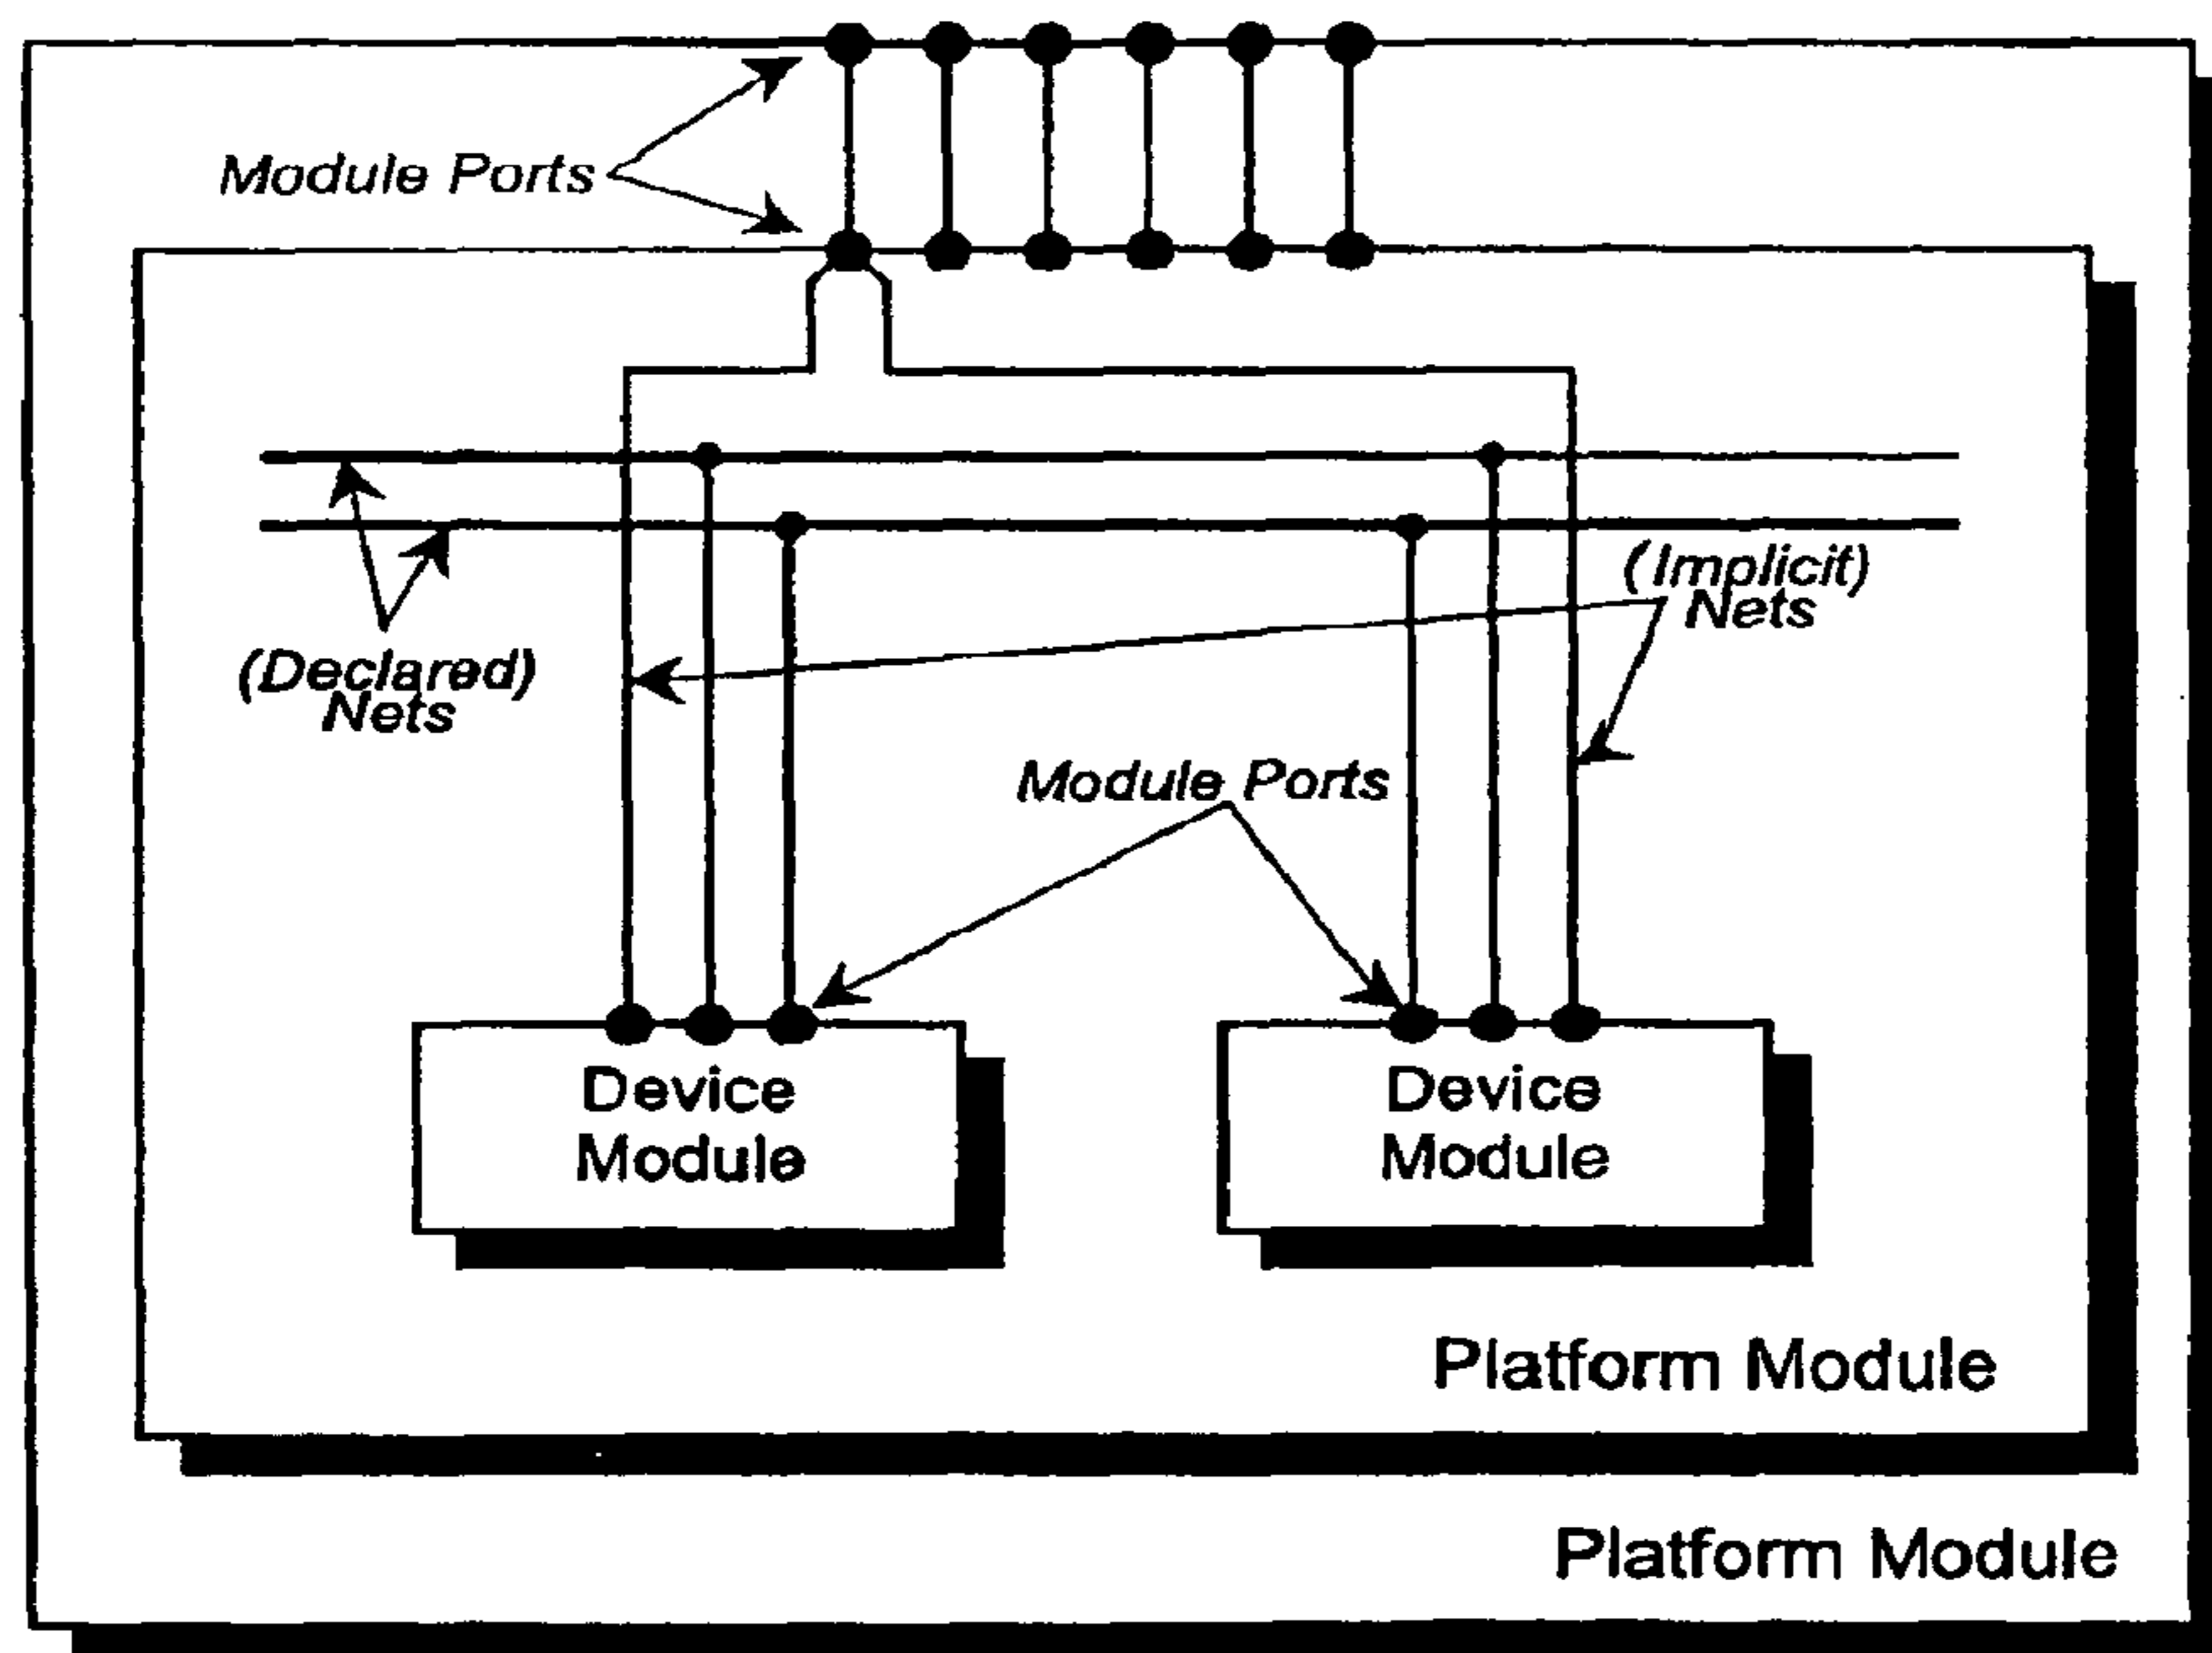 Module Ports
(Implicit)
Nets
(Declared)
Nets
Module Ports
Device
Module
Device
Module
Platform Module
Platform Module